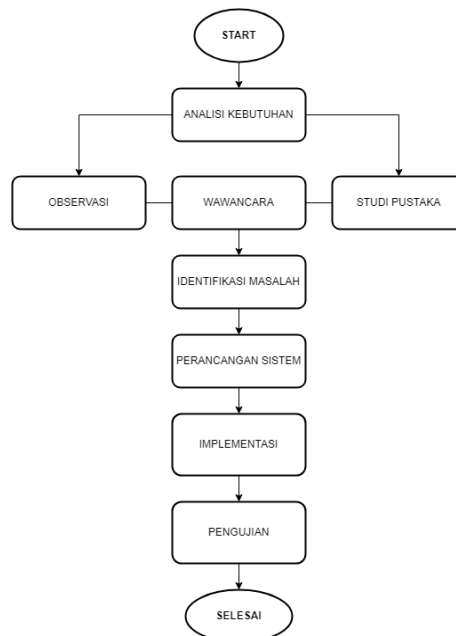 START
ANALISI KEBUTUHAN
OBSERVASI
WAWANCARA
STUDI PUSTAKA
IDENTIFIKASI MASALAH
PERANCANGAN SISTEM
IMPLEMENTASI
PENGUJIAN
SELESAI